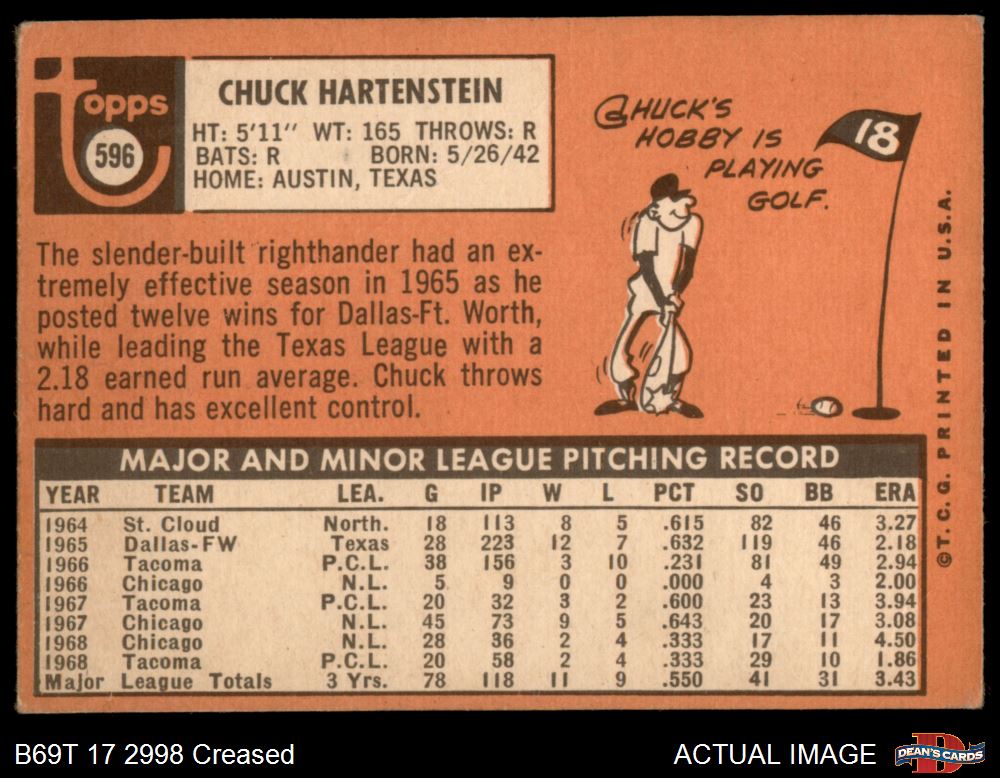 Topps
596
CHUCK HARTENSTEIN
HT: 5'11" WT: 165 THROWS: R
BATS: R BORN: 5/26/42
HOME: AUSTIN, TEXAS
CHUCK'S
HOBBY IS
PLAYING
GOLF.
18
The slender-built righthander had an ex-
tremely effective season in 1965 as he
posted twelve wins for Dallas-Ft. Worth,
while leading the Texas League with a
2.18 earned run average. Chuck throws
hard and has excellent control.
MAJOR AND MINOR LEAGUE PITCHING RECORD
YEAR TEAM LEA. G IP W L PCT SO BB ERA
1964 St. Cloud North. 18 113 8 5 .615 82 46 3.27
1965 Dallas-FW Texas 28 223 12 7 .632 119 46 2.18
1966 Tacoma P.C.L. 38 156 3 10 .231 81 49 2.94
1966 Chicago N.L. 5 9 0 0 .000 4 3 2.00
1967 Tacoma P.C.L. 20 32 3 2 .600 23 13 3.94
1967 Chicago N.L. 45 73 9 5 .643 20 17 3.08
1968 Chicago N.L. 28 36 2 4 .333 17 11 4.50
1968 Tacoma P.C.L. 20 58 2 4 .333 29 10 1.86
Major League Totals 3 Yrs. 78 118 11 9 .550 41 31 3.43
©T.C.G. PRINTED IN U.S.A.
B69T 17 2998 Creased
ACTUAL IMAGE
DEAN'S CARDS